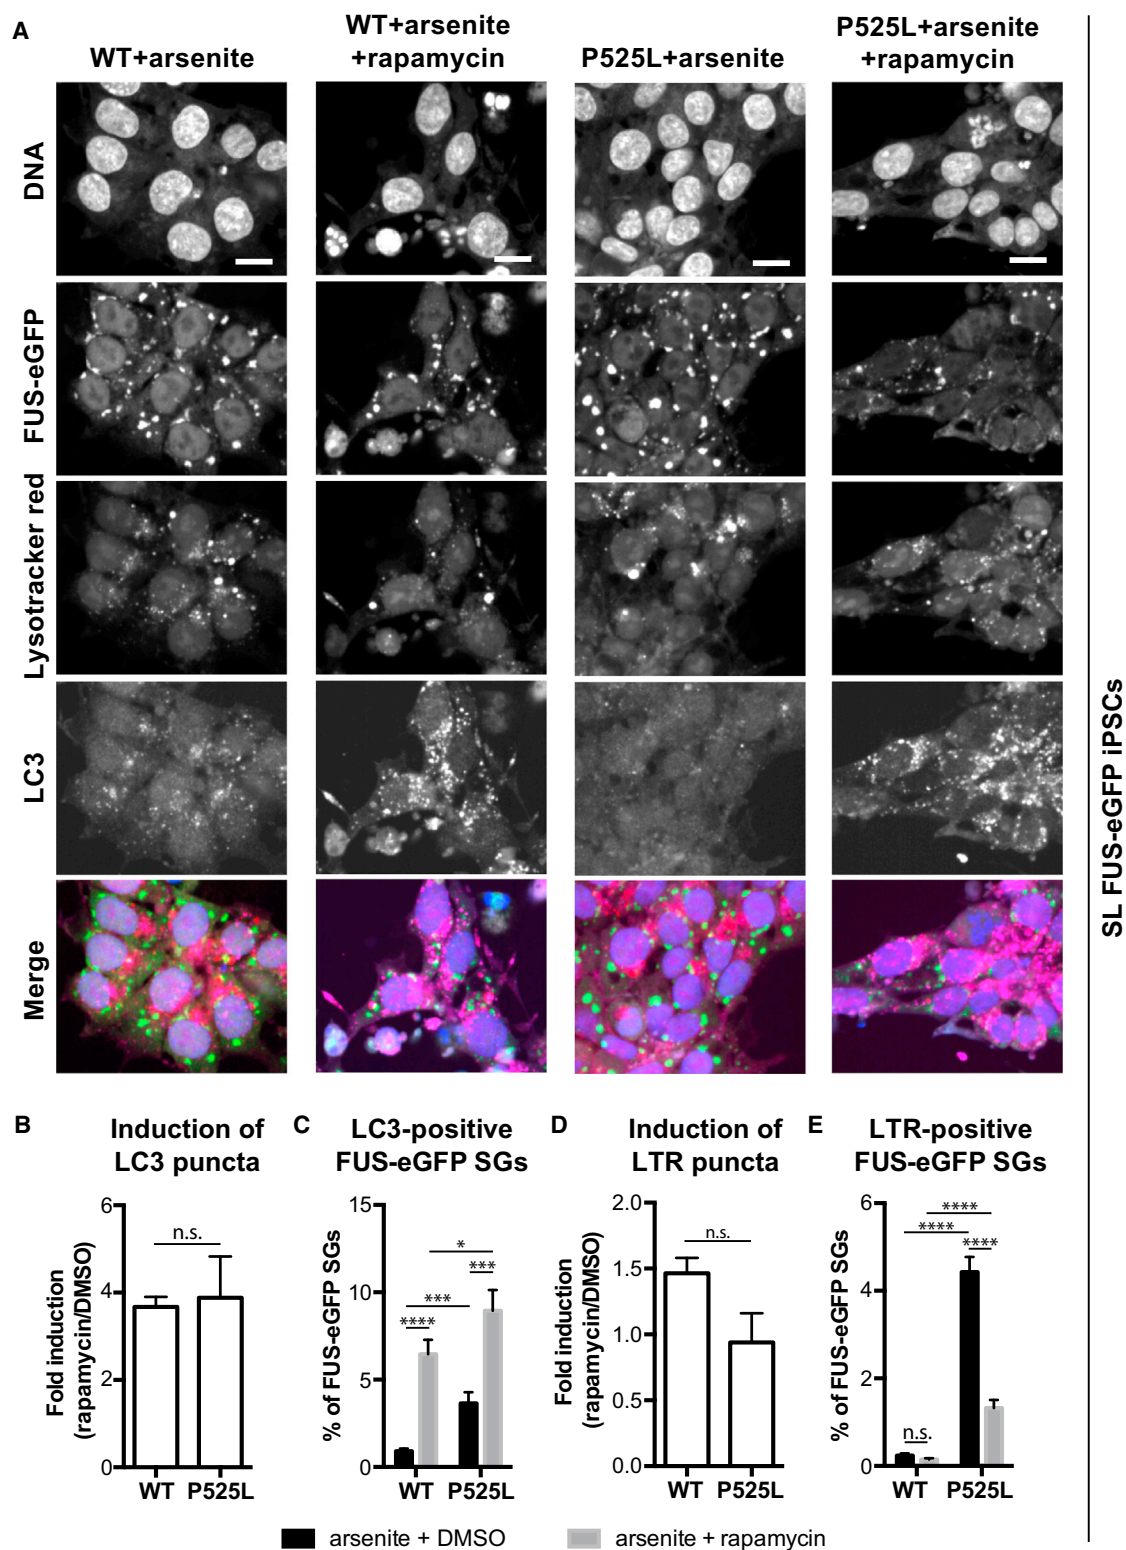 A
WT+arsenite
WT+arsenite
+rapamycin
P525L+arsenite
P525L+arsenite
+rapamycin
DNA
FUS-eGFP
Lysotracker red
LC3
Merge
SL FUS-eGFP iPSCs
B
Induction of
LC3 puncta
Fold induction
(rapamycin/DMSO)
6
4
2
0
n.s.
WT
P525L
C
LC3-positive
FUS-eGFP SGs
% of FUS-eGFP SGs
15
10
5
0
*
***
***
****
WT
P525L
D
Induction of
LTR puncta
Fold induction
(rapamycin/DMSO)
2.0
1.5
1.0
0.5
0.0
n.s.
WT
P525L
E
LTR-positive
FUS-eGFP SGs
% of FUS-eGFP SGs
6
4
2
0
****
****
****
n.s.
WT
P525L
arsenite + DMSO
arsenite + rapamycin